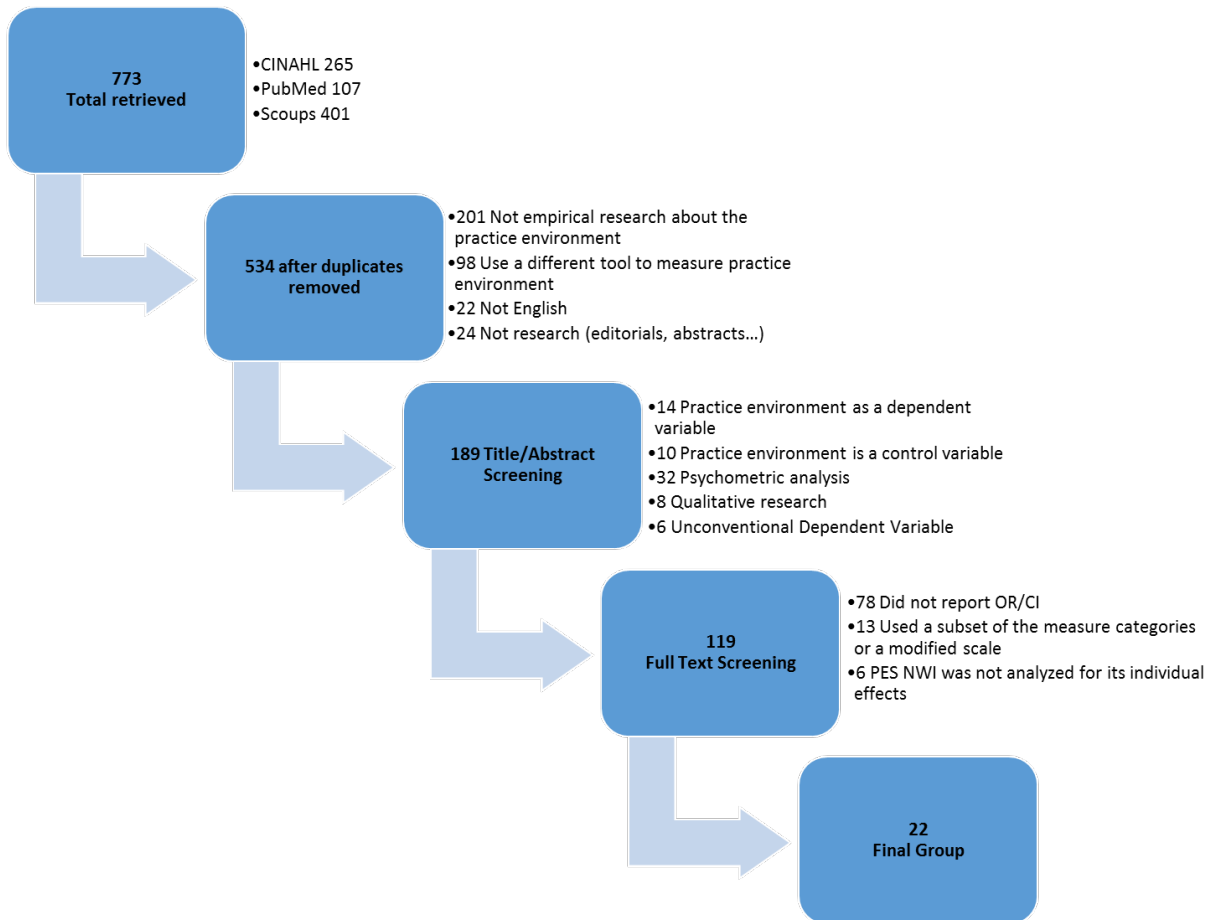 773
Total retrieved
•CINAHL 265
•PubMed 107
•Scoups 401
534 after duplicates
removed
•201 Not empirical research about the
practice environment
•98 Use a different tool to measure practice
environment
•22 Not English
•24 Not research (editorials, abstracts…)
189 Title/Abstract
Screening
•14 Practice environment as a dependent
variable
•10 Practice environment is a control variable
•32 Psychometric analysis
•8 Qualitative research
•6 Unconventional Dependent Variable
119
Full Text Screening
•78 Did not report OR/CI
•13 Used a subset of the measure categories
or a modified scale
•6 PES NWI was not analyzed for its individual
effects
22
Final Group